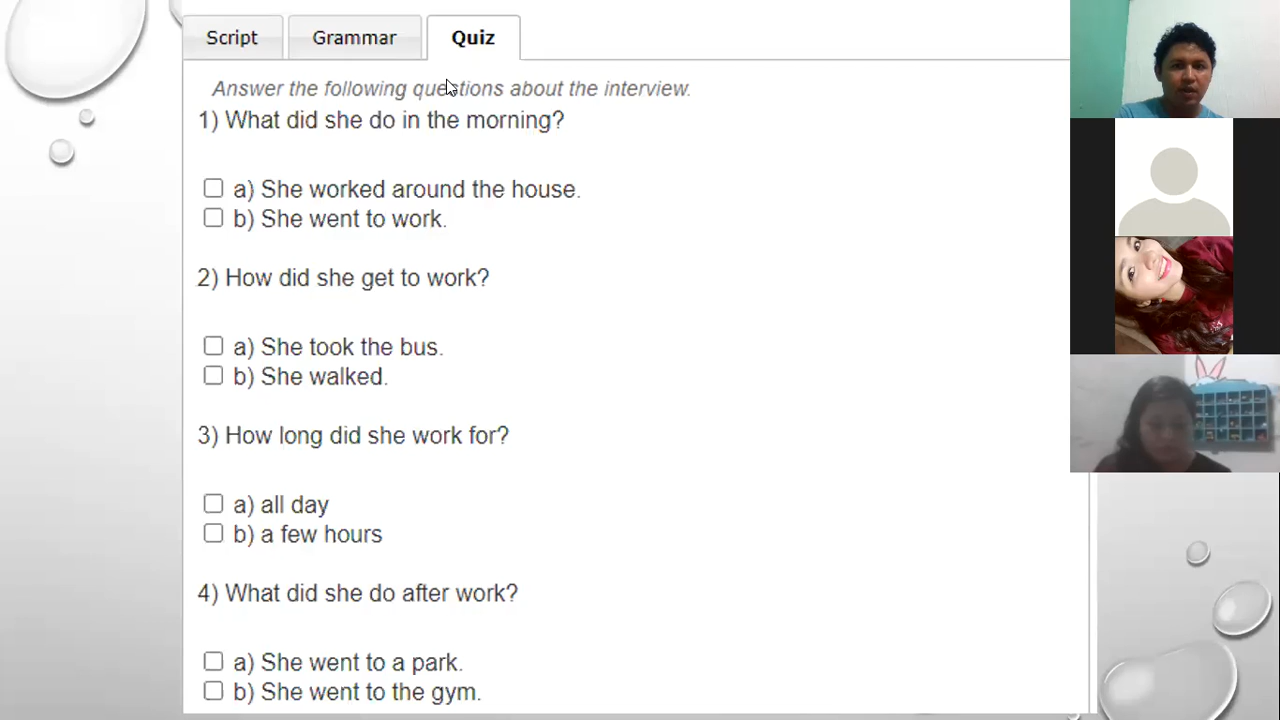 Script
Grammar
Quiz
Answer the following questions about the interview.
1) What did she do in the morning?
a) She worked around the house.
b) She went to work.
2) How did she get to work?
a) She took the bus.
b) She walked.
3) How long did she work for?
a) all day
b) a few hours
4) What did she do after work?
a) She went to a park.
b) She went to the gym.